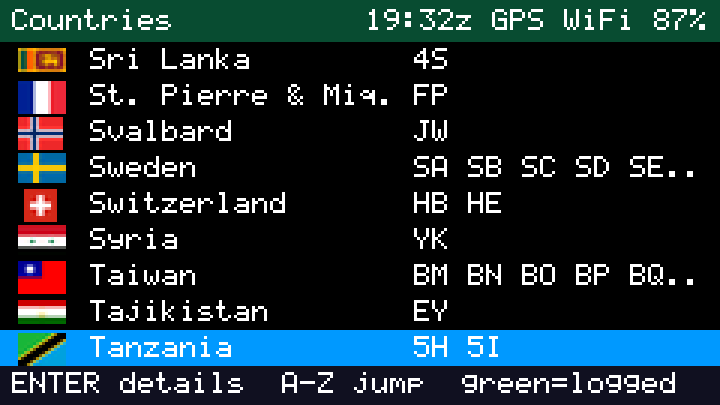 Countries 19:32z GPS WiFi 87%
Sri Lanka 4S
St. Pierre & Miq. FP
Svalbard JW
Sweden SA SB SC SD SE..
Switzerland HB HE
Syria YK
Taiwan BM BN BO BP BQ..
Tajikistan EY
Tanzania 5H 5I
ENTER details A-Z jump green=logged